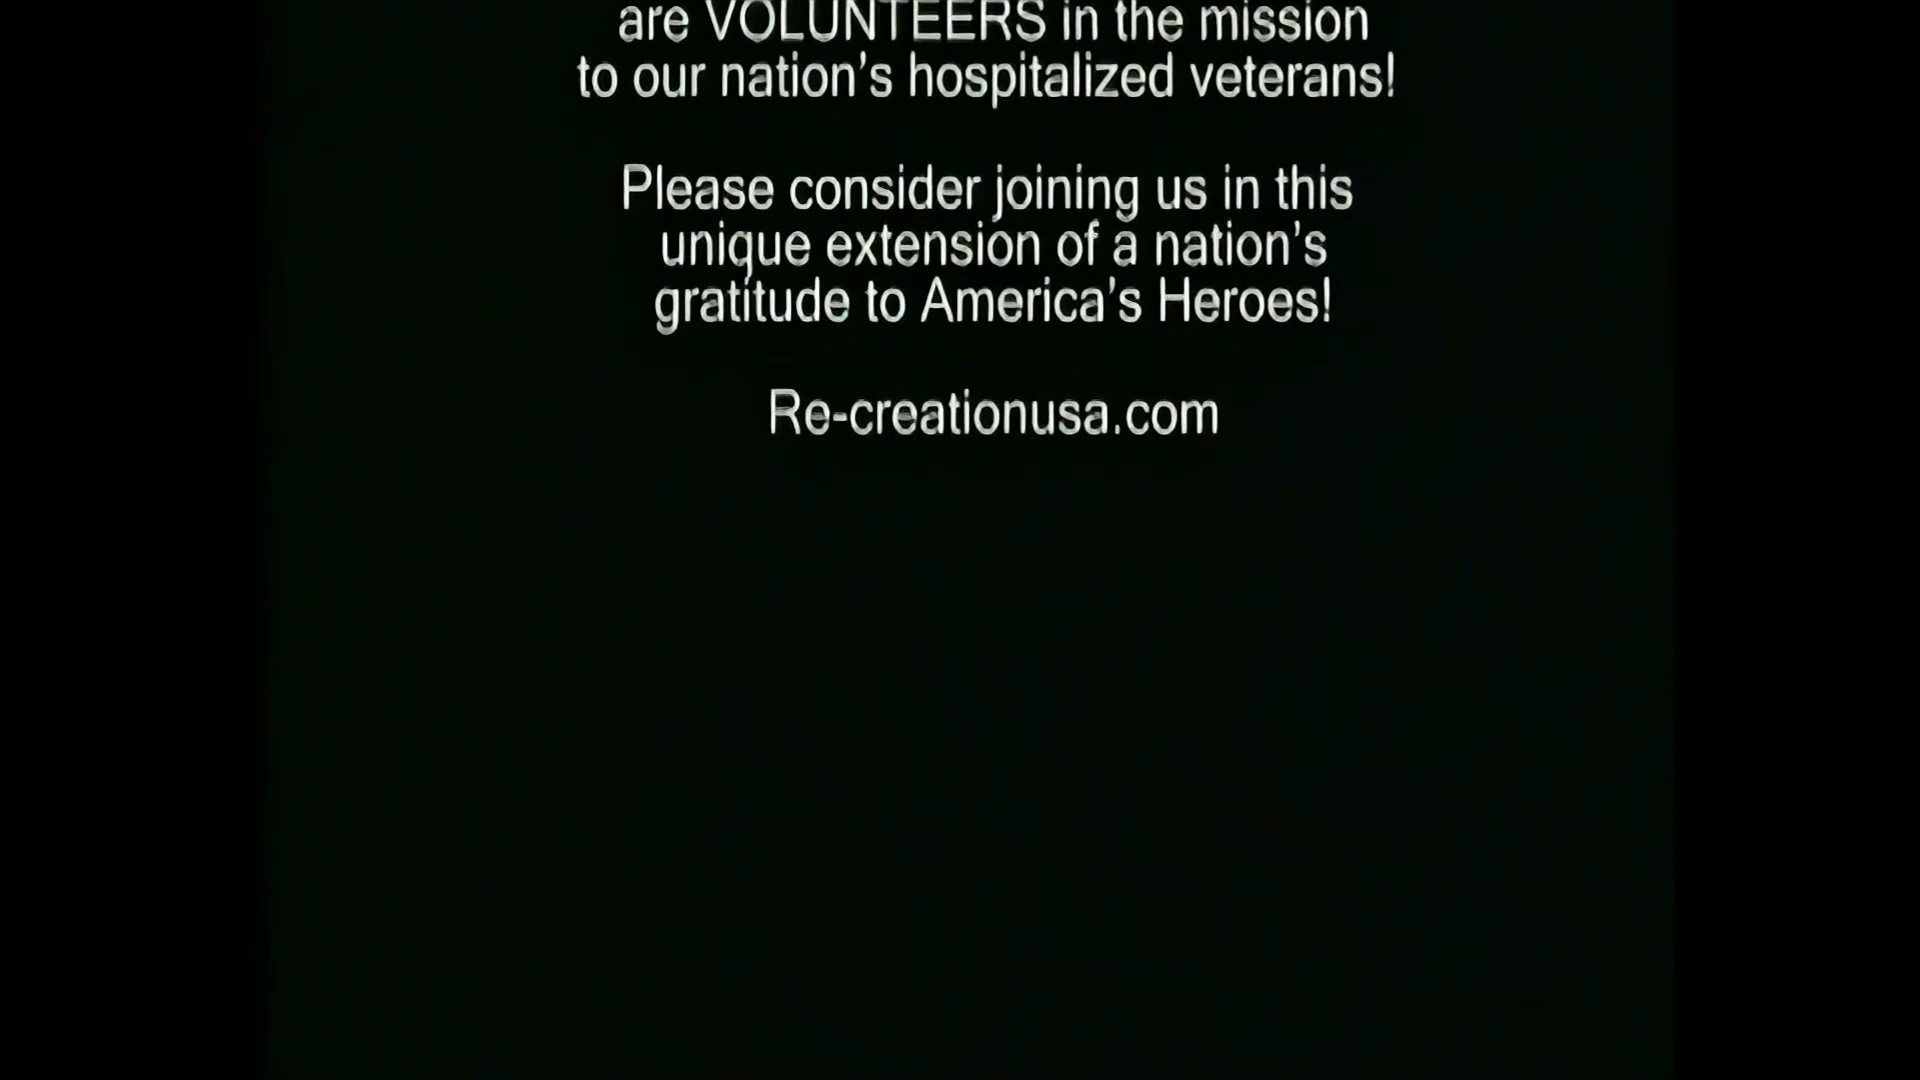 are VOLUNTEERS in the mission
to our nation's hospitalized veterans!
Please consider joining us in this
unique extension of a nation's
gratitude to America's Heroes!
Re-creationusa.com